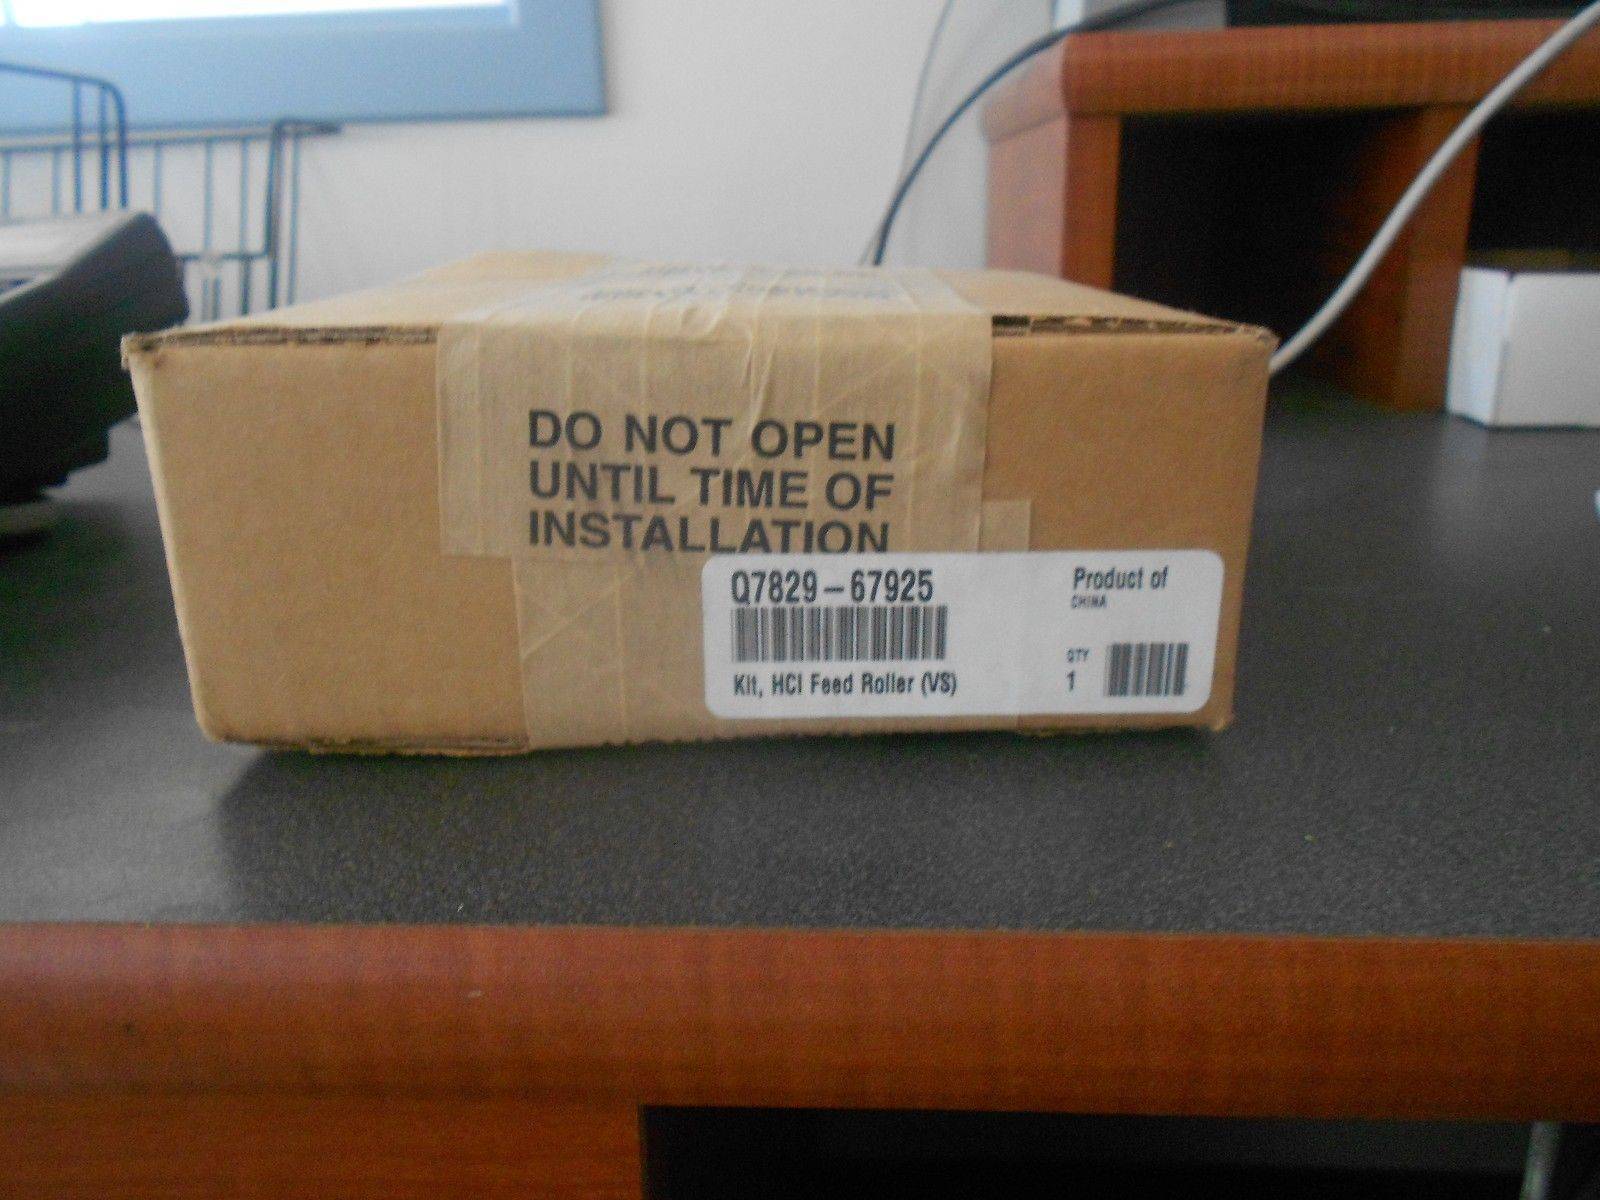 DO NOT OPEN
UNTIL TIME OF
INSTALLATION
Q7829-67925
Product of
CHINA
QTY
1
Kit, HCI Feed Roller (VS)